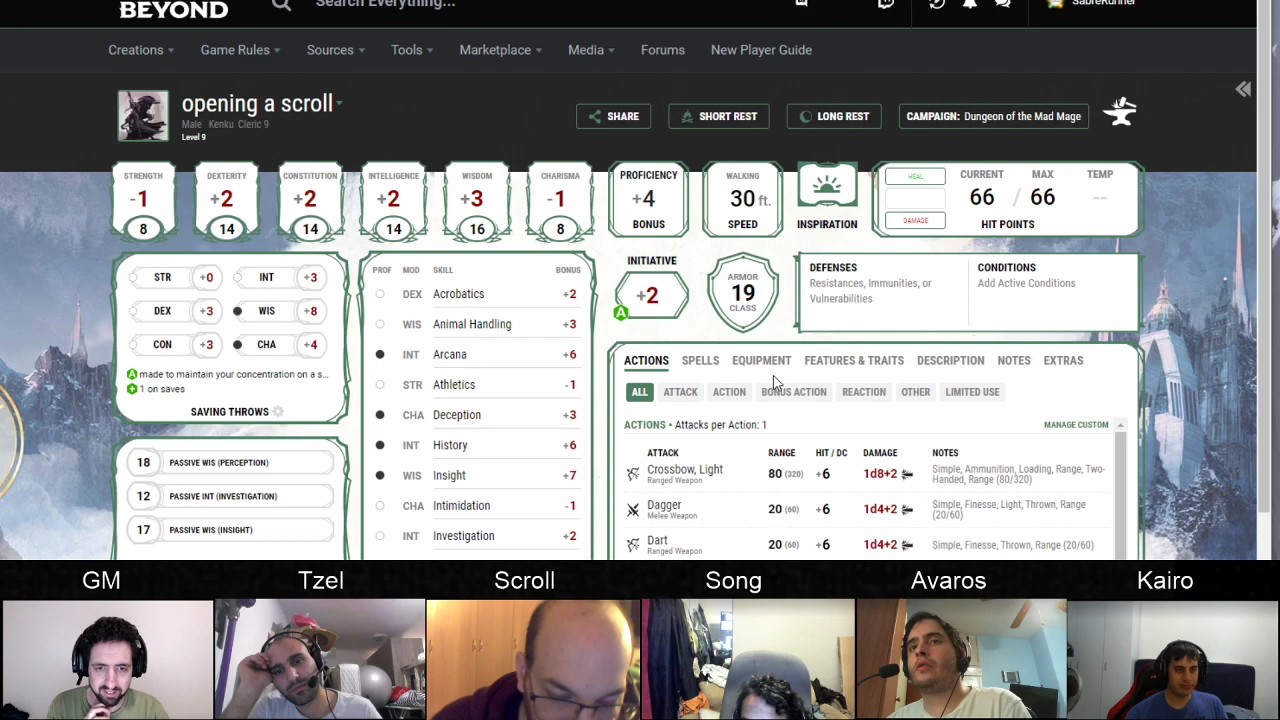 BEYOND
Search Everything...
SabreRunner
Creations Game Rules Sources Tools Marketplace Media Forums New Player Guide
opening a scroll
Male Kenku Cleric 9
Level 9
SHARE SHORT REST LONG REST CAMPAIGN: Dungeon of the Mad Mage
STRENGTH -1 8
DEXTERITY +2 14
CONSTITUTION +2 14
INTELLIGENCE +2 14
WISDOM +3 16
CHARISMA -1 8
PROFICIENCY +4 BONUS
WALKING 30 ft. SPEED
INSPIRATION
HEAL
DAMAGE
CURRENT MAX TEMP
66 / 66 --
HIT POINTS
STR +0 INT +3
DEX +3 WIS +8
CON +3 CHA +4
made to maintain your concentration on a s...
1 on saves
SAVING THROWS
18 PASSIVE WIS (PERCEPTION)
12 PASSIVE INT (INVESTIGATION)
17 PASSIVE WIS (INSIGHT)
PROF MOD SKILL BONUS
DEX Acrobatics +2
WIS Animal Handling +3
INT Arcana +6
STR Athletics -1
CHA Deception +3
INT History +6
WIS Insight +7
CHA Intimidation -1
INT Investigation +2
INITIATIVE
+2
A
ARMOR
19
CLASS
DEFENSES
Resistances, Immunities, or
Vulnerabilities
CONDITIONS
Add Active Conditions
ACTIONS SPELLS EQUIPMENT FEATURES & TRAITS DESCRIPTION NOTES EXTRAS
ALL ATTACK ACTION BONUS ACTION REACTION OTHER LIMITED USE
ACTIONS • Attacks per Action: 1 MANAGE CUSTOM
ATTACK RANGE HIT / DC DAMAGE NOTES
Crossbow, Light
Ranged Weapon
80 (320) +6 1d8+2
Simple, Ammunition, Loading, Range, Two-
Handed, Range (80/320)
Dagger
Melee Weapon
20 (60) +6 1d4+2
Simple, Finesse, Light, Thrown, Range
(20/60)
Dart
Ranged Weapon
20 (60) +6 1d4+2
Simple, Finesse, Thrown, Range (20/60)
GM Tzel Scroll Song Avaros Kairo